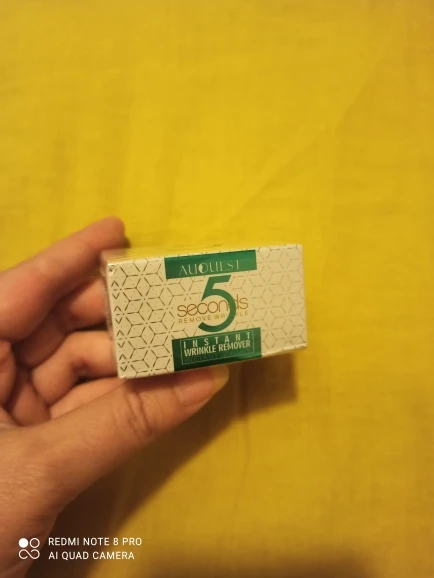 AUQUEST
5
seconds
REMOVE WRINKLE
INSTANT
WRINKLE REMOVER
REDMI NOTE 8 PRO
AI QUAD CAMERA